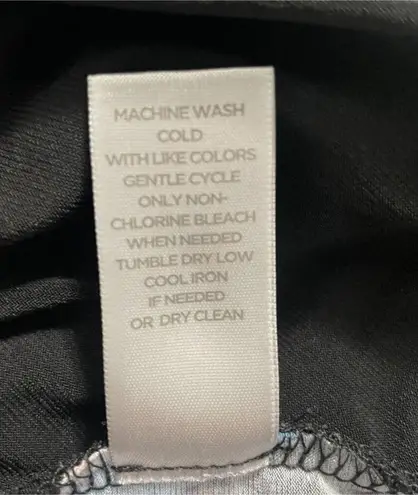 MACHINE WASH
COLD
WITH LIKE COLORS
GENTLE CYCLE
ONLY NON-
CHLORINE BLEACH
WHEN NEEDED
TUMBLE DRY LOW
COOL IRON
IF NEEDED
OR DRY CLEAN